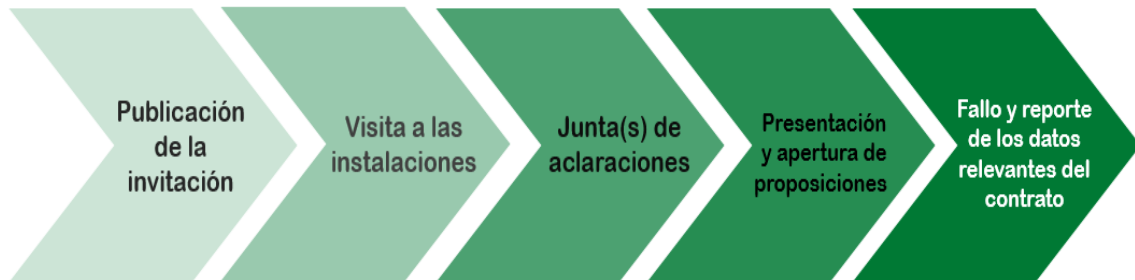 Publicación
de la
invitación
Visita a las
instalaciones
Junta(s) de
aclaraciones
Presentación
y apertura de
proposiciones
Fallo y reporte
de los datos
relevantes del
contrato